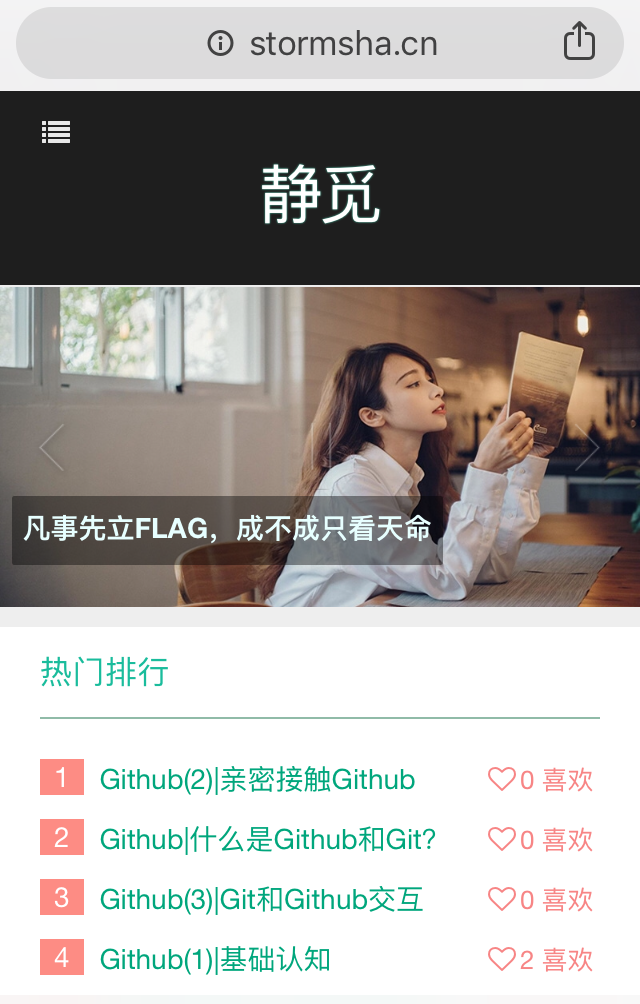 stormsha.cn
静觅
凡事先立FLAG，成不成只看天命
热门排行
1 Github(2)|亲密接触Github 0 喜欢
2 Github|什么是Github和Git? 0 喜欢
3 Github(3)|Git和Github交互 0 喜欢
4 Github(1)|基础认知 2 喜欢